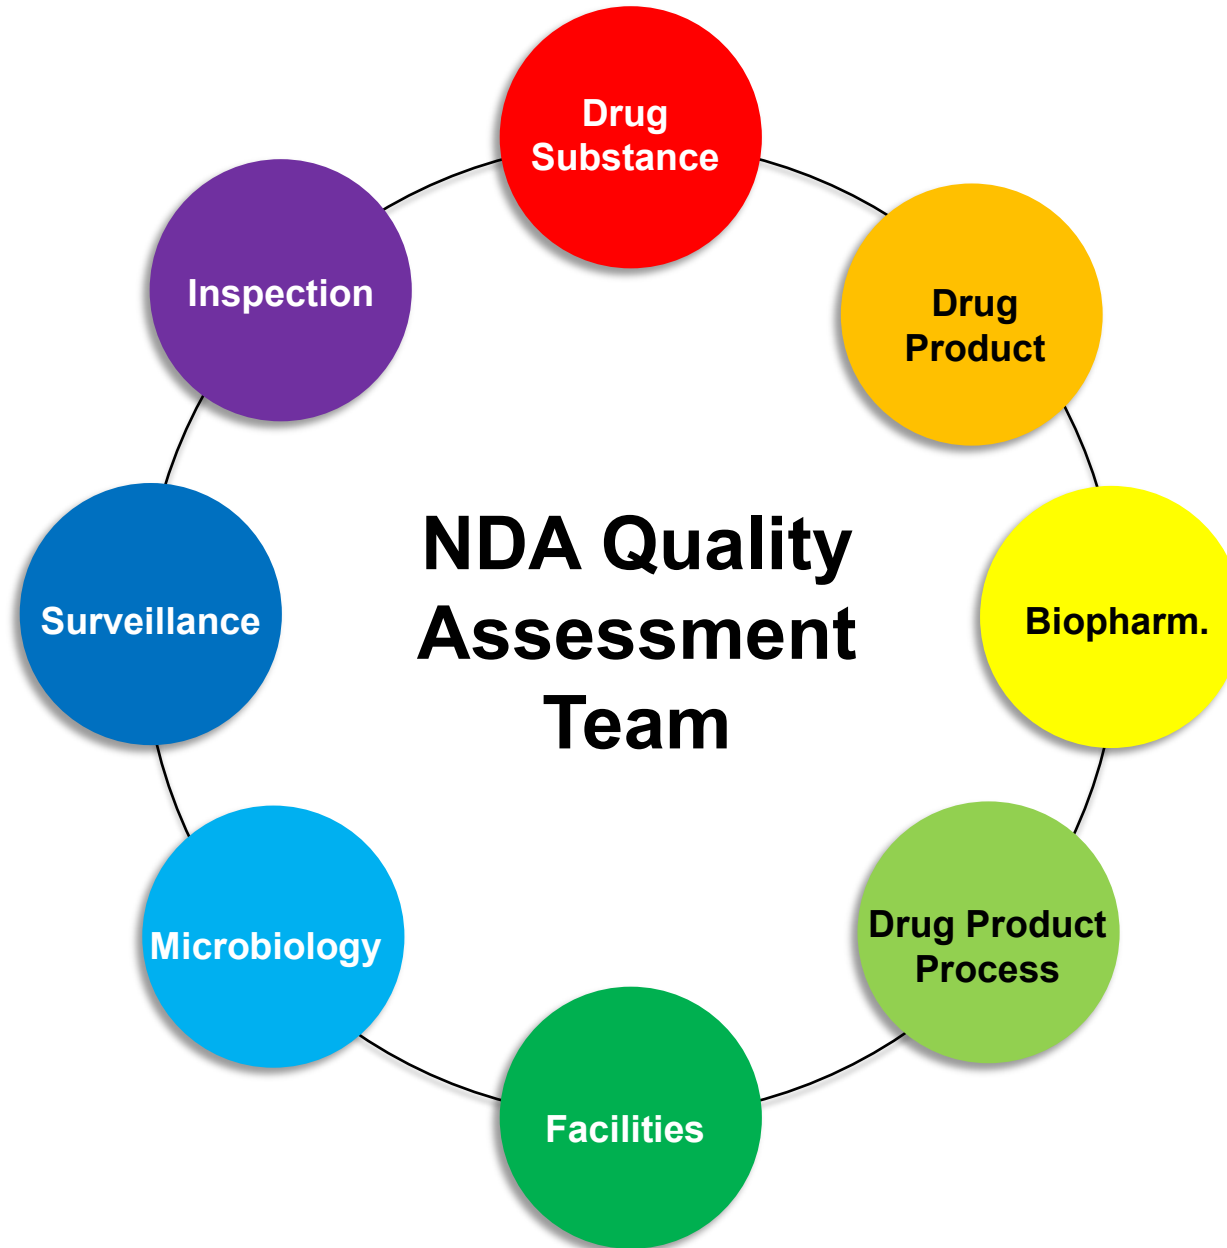 Drug
Substance
Inspection
Drug
Product
NDA Quality
Assessment
Team
Surveillance
Biopharm.
Microbiology
Drug Product
Process
Facilities